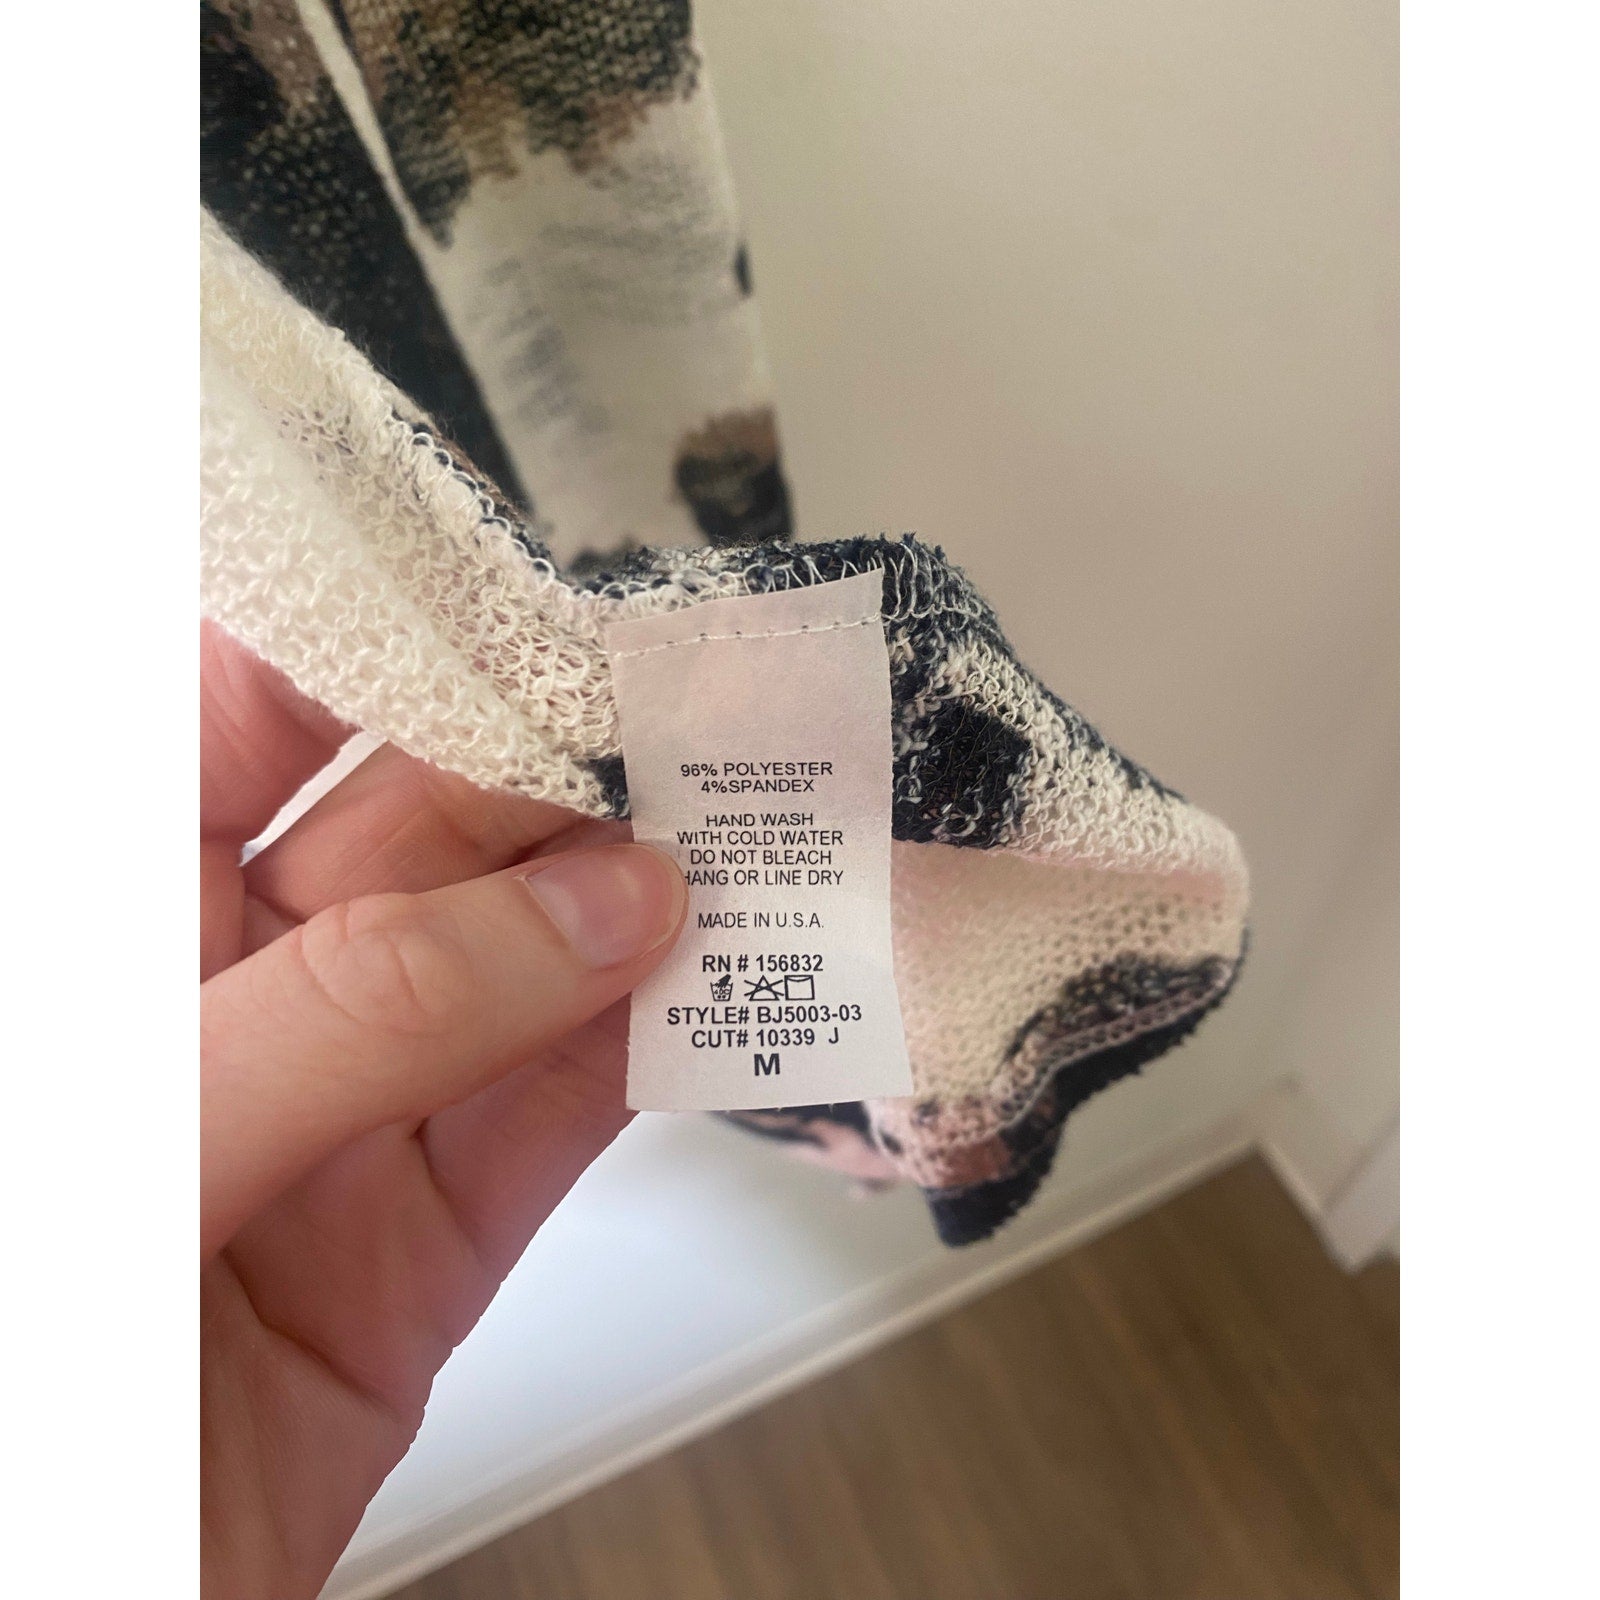 96% POLYESTER
4%SPANDEX
HAND WASH
WITH COLD WATER
DO NOT BLEACH
HANG OR LINE DRY
MADE IN U.S.A.
RN # 156832
STYLE# BJ5003-03
CUT# 10339 J
M